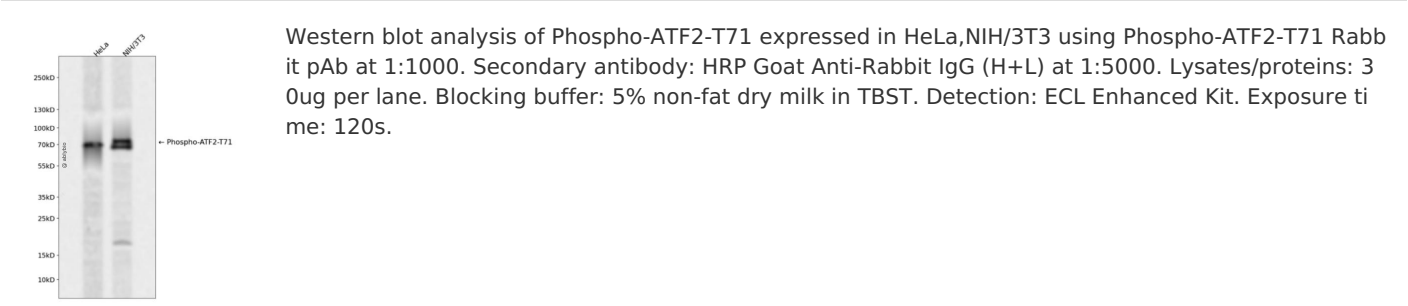 HeLa
NIH/3T3
250kD
130kD
100kD
70kD
55kD
35kD
25kD
15kD
10kD
← Phospho-ATF2-T71
Western blot analysis of Phospho-ATF2-T71 expressed in HeLa,NIH/3T3 using Phospho-ATF2-T71 Rabb
it pAb at 1:1000. Secondary antibody: HRP Goat Anti-Rabbit IgG (H+L) at 1:5000. Lysates/proteins: 3
0ug per lane. Blocking buffer: 5% non-fat dry milk in TBST. Detection: ECL Enhanced Kit. Exposure ti
me: 120s.